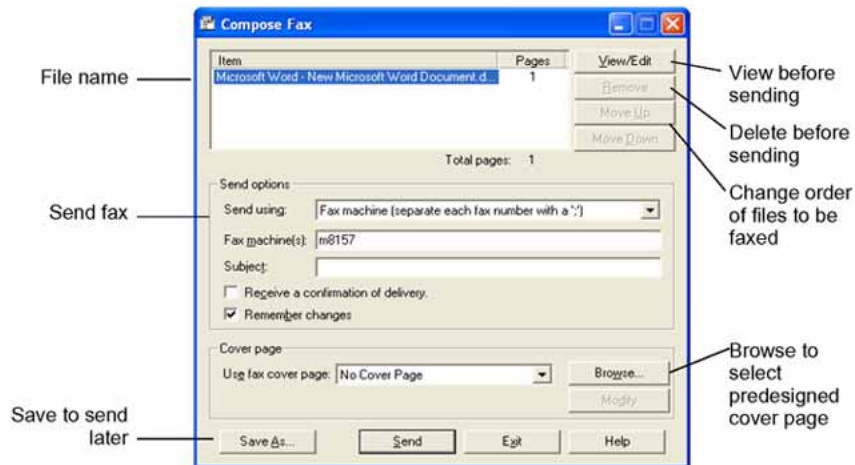 Compose Fax
File name
Item Pages
Microsoft Word - New Microsoft Word Document.d... 1
View/Edit
Remove
Move Up
Move Down
Total pages: 1
View before
sending
Delete before
sending
Change order
of files to be
faxed
Send fax
Send options
Send using: Fax machine (separate each fax number with a ';')
Fax machine(s): m8157
Subject:
Receive a confirmation of delivery.
Remember changes
Cover page
Use fax cover page: No Cover Page
Browse...
Modify
Browse to
select
predesigned
cover page
Save to send
later
Save As... Send Exit Help